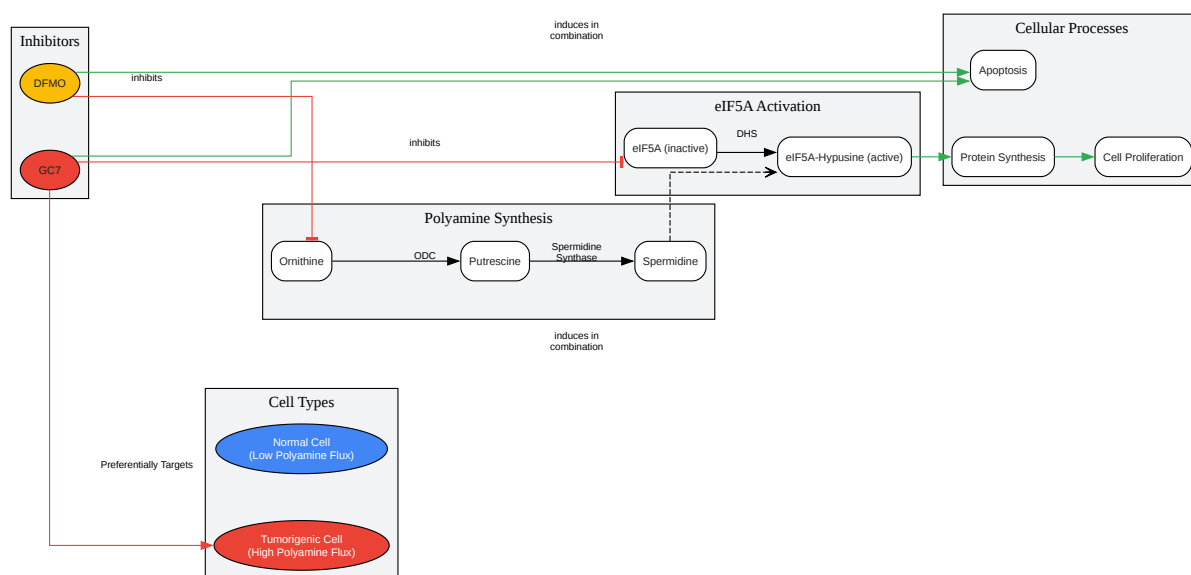 induces in
combination
Inhibitors
DFMO
inhibits
GC7
inhibits
Cellular Processes
Apoptosis
Protein Synthesis
Cell Proliferation
eIF5A Activation
eIF5A (inactive)
DHS
eIF5A-Hypusine (active)
Polyamine Synthesis
Ornithine
ODC
Putrescine
Spermidine
Synthase
Spermidine
induces in
combination
Cell Types
Normal Cell
(Low Polyamine Flux)
Preferentially Targets
Tumorigenic Cell
(High Polyamine Flux)